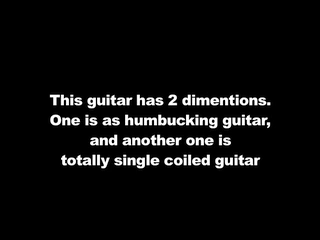 This guitar has 2 dimentions.
One is as humbucking guitar,
and another one is
totally single coiled guitar